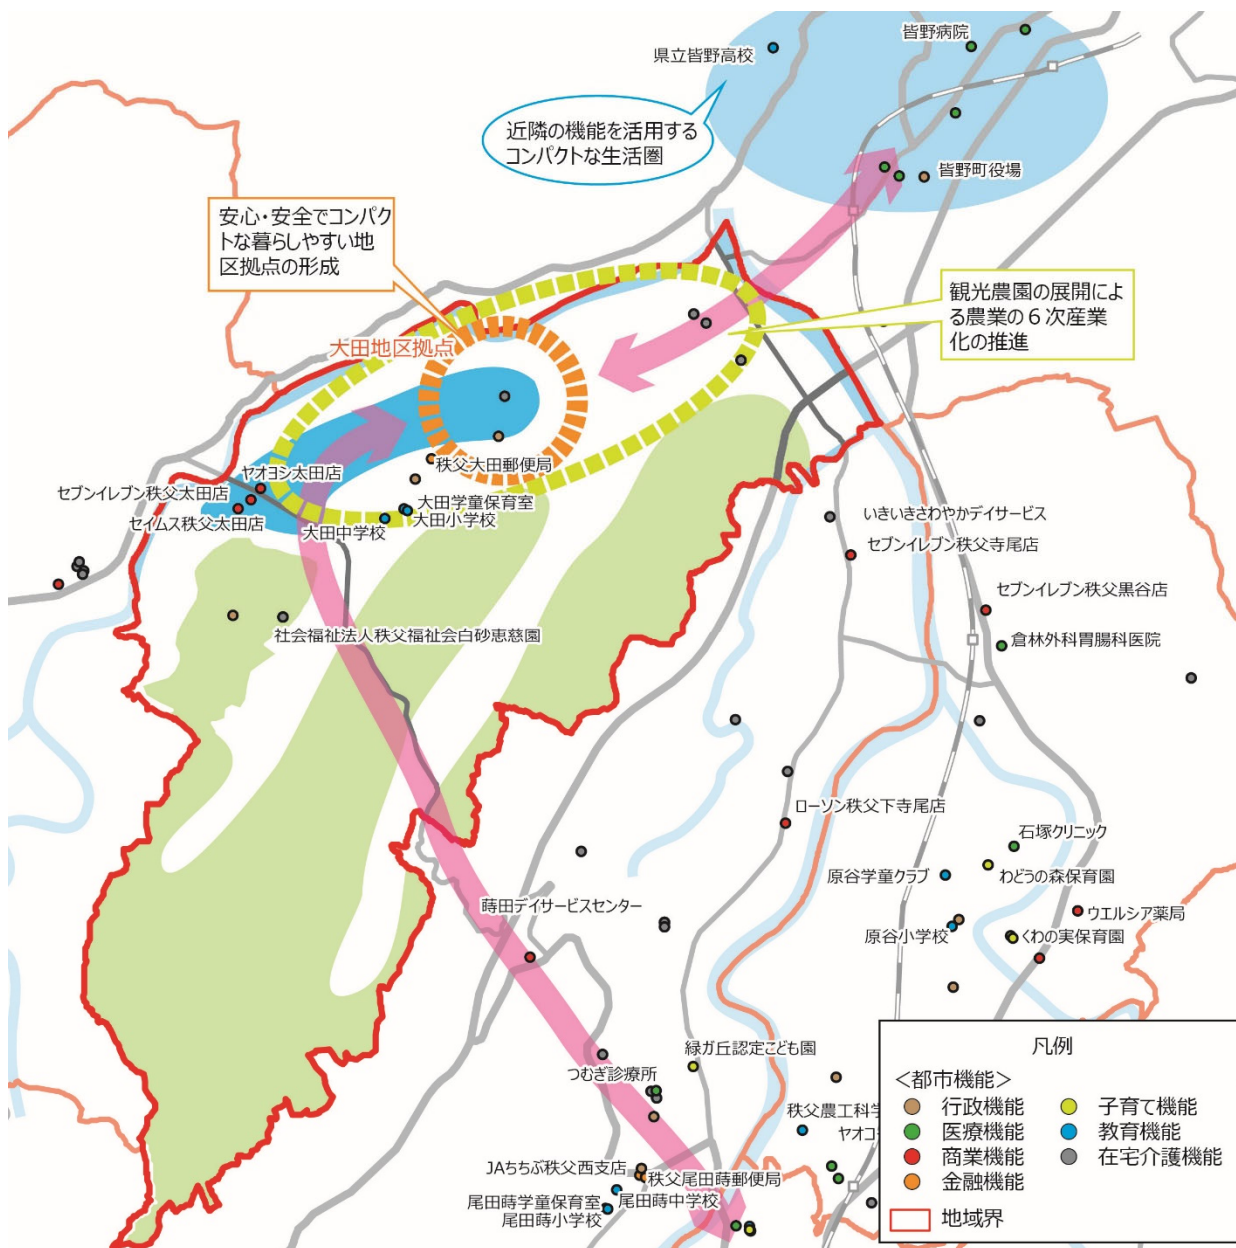 皆野病院
県立皆野高校
近隣の機能を活用する
コンパクトな生活圏
皆野町役場
安心・安全でコンパク
トな暮らしやすい地
区拠点の形成
観光農園の展開によ
る農業の６次産業
化の推進
大田地区拠点
秩父大田郵便局
ヤオヨシ太田店
セブンイレブン秩父太田店
セイムス秩父太田店
大田学童保育室
大田小学校
大田中学校
いきいきさわやかデイサービス
セブンイレブン秩父寺尾店
セブンイレブン秩父黒谷店
社会福祉法人秩父福祉会白砂恵慈園
倉林外科胃腸科医院
ローソン秩父下寺尾店
石塚クリニック
原谷学童クラブ
わどうの森保育園
蒔田デイサービスセンター
ウエルシア薬局
原谷小学校
くわの実保育園
緑ガ丘認定こども園
つむぎ診療所
秩父農工科学
ヤオコ
JAちちぶ秩父西支店
秩父尾田蒔郵便局
尾田蒔学童保育室
尾田蒔中学校
尾田蒔小学校
凡例
＜都市機能＞
行政機能
子育て機能
医療機能
教育機能
商業機能
在宅介護機能
金融機能
地域界